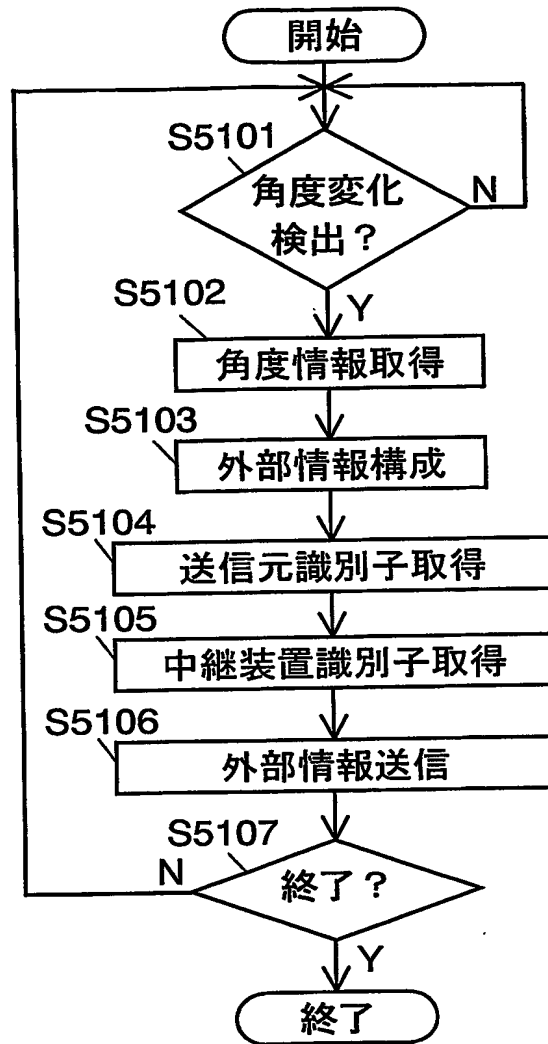 開始
S5101
角度変化
検出？
N
Y
S5102
角度情報取得
S5103
外部情報構成
S5104
送信元識別子取得
S5105
中継装置識別子取得
S5106
外部情報送信
S5107
N
終了？
Y
終了